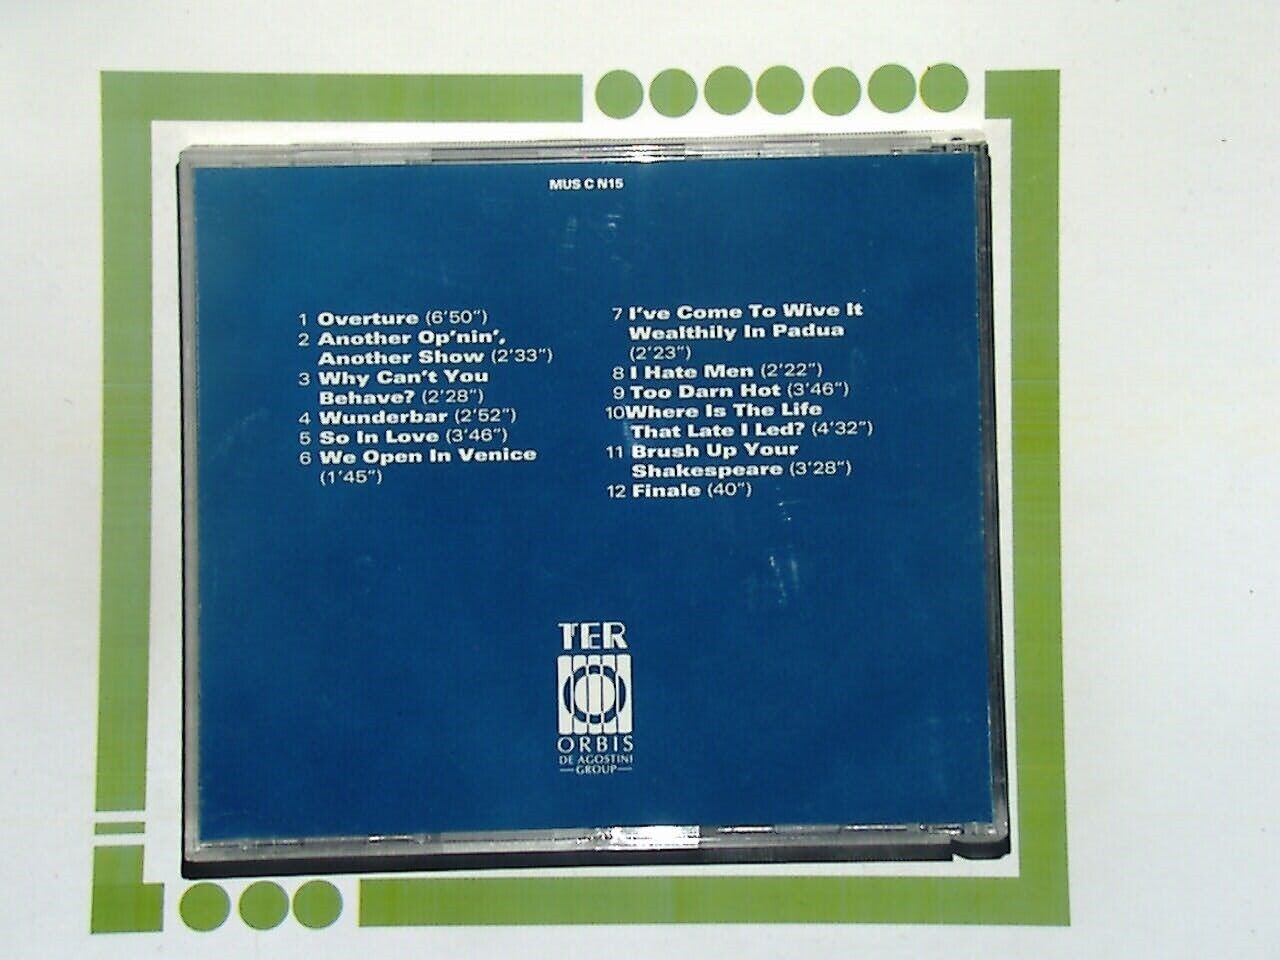 MUS C N15
1 Overture (6'50")
2 Another Op'nin',
Another Show (2'33")
3 Why Can't You
Behave? (2'28")
4 Wunderbar (2'52")
5 So In Love (3'46")
6 We Open In Venice
(1'45")
7 I've Come To Wive It
Wealthily In Padua
(2'23")
8 I Hate Men (2'22")
9 Too Darn Hot (3'46")
10 Where Is The Life
That Late I Led? (4'32")
11 Brush Up Your
Shakespeare (3'28")
12 Finale (40")
TER
ORBIS
DE AGOSTINI
GROUP